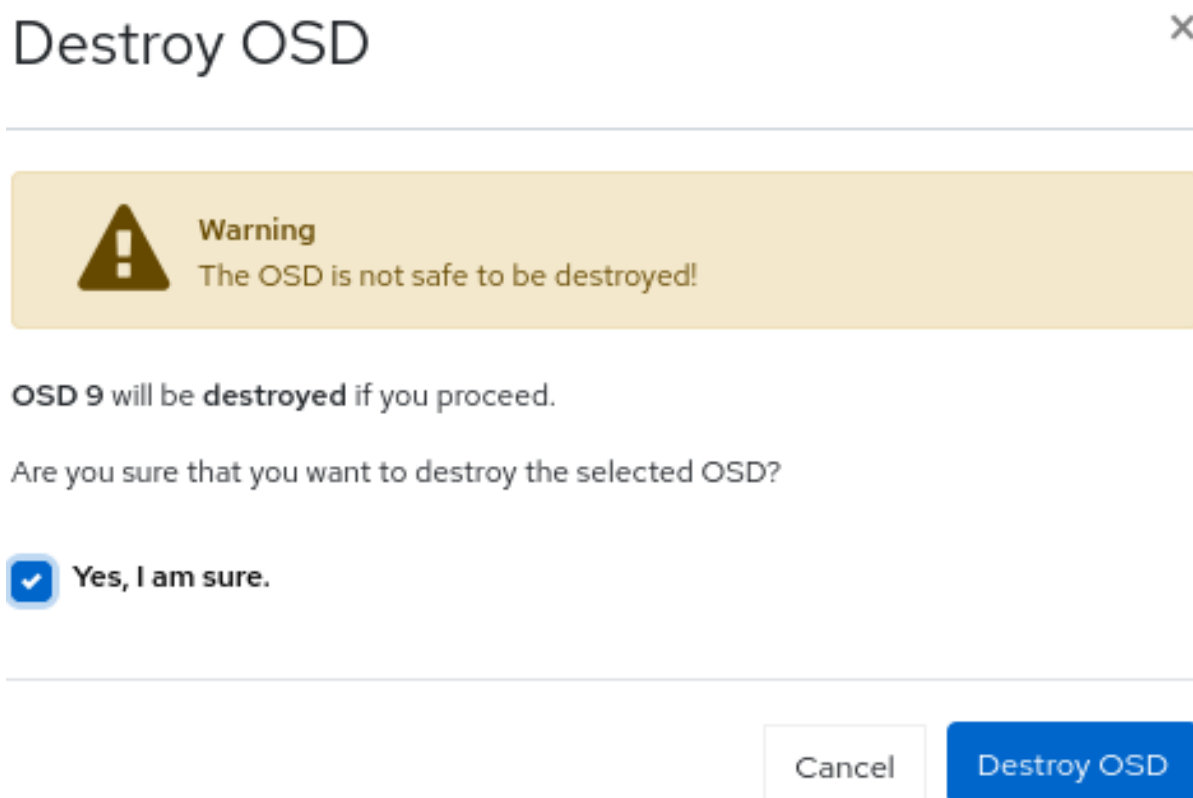 Destroy OSD
Warning
The OSD is not safe to be destroyed!
OSD 9 will be destroyed if you proceed.
Are you sure that you want to destroy the selected OSD?
Yes, I am sure.
Cancel
Destroy OSD